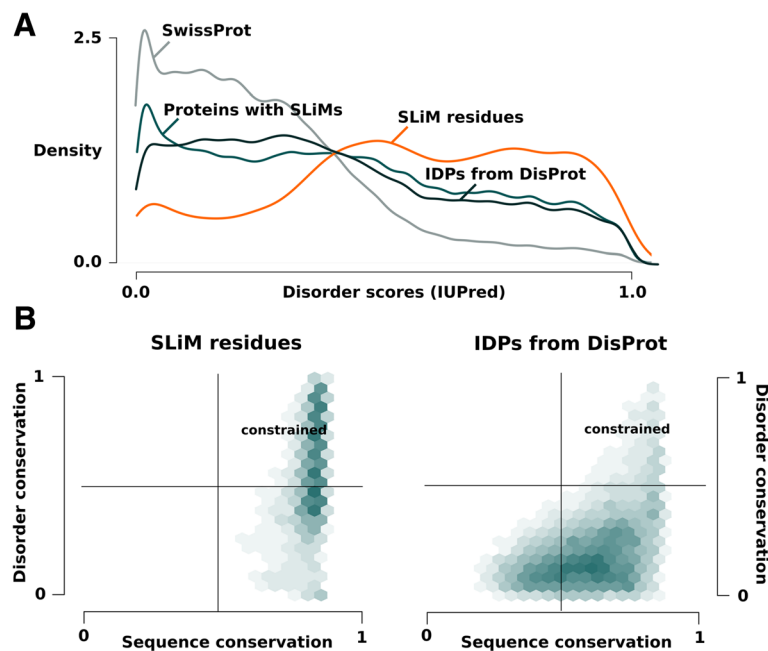 A
2.5
SwissProt
Proteins with SLiMs
SLiM residues
Density
IDPs from DisProt
0.0
0.0
Disorder scores (IUPred)
1.0
B
SLiM residues
IDPs from DisProt
1
Disorder conservation
constrained
0
0
Sequence conservation
1
1
Disorder conservation
constrained
0
0
Sequence conservation
1